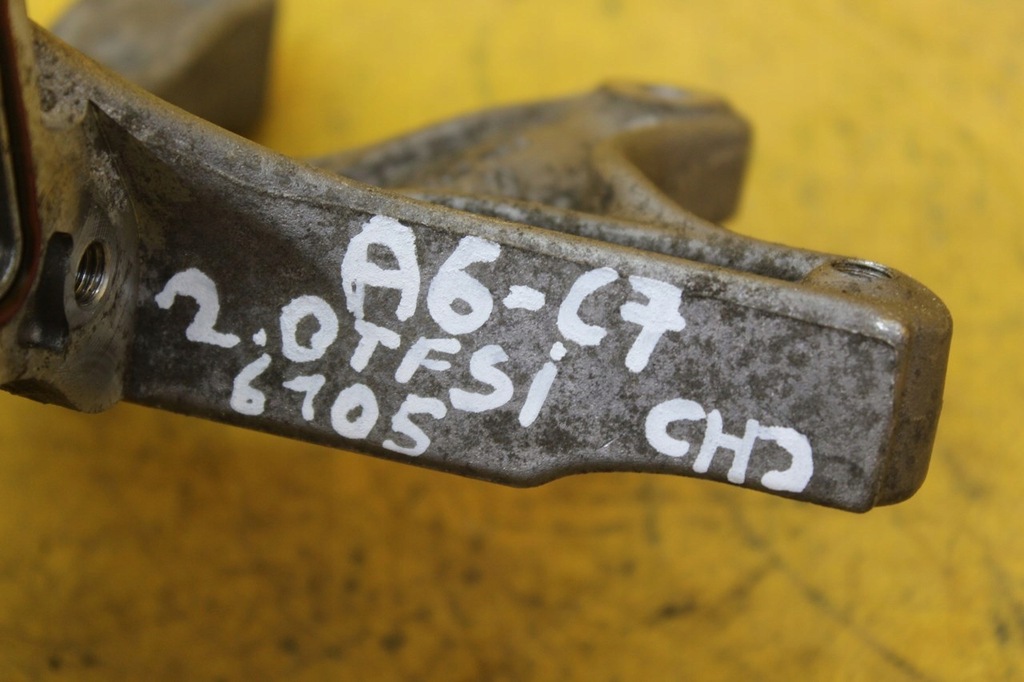 A6-C7
2.0TFSi
6705
CHJ